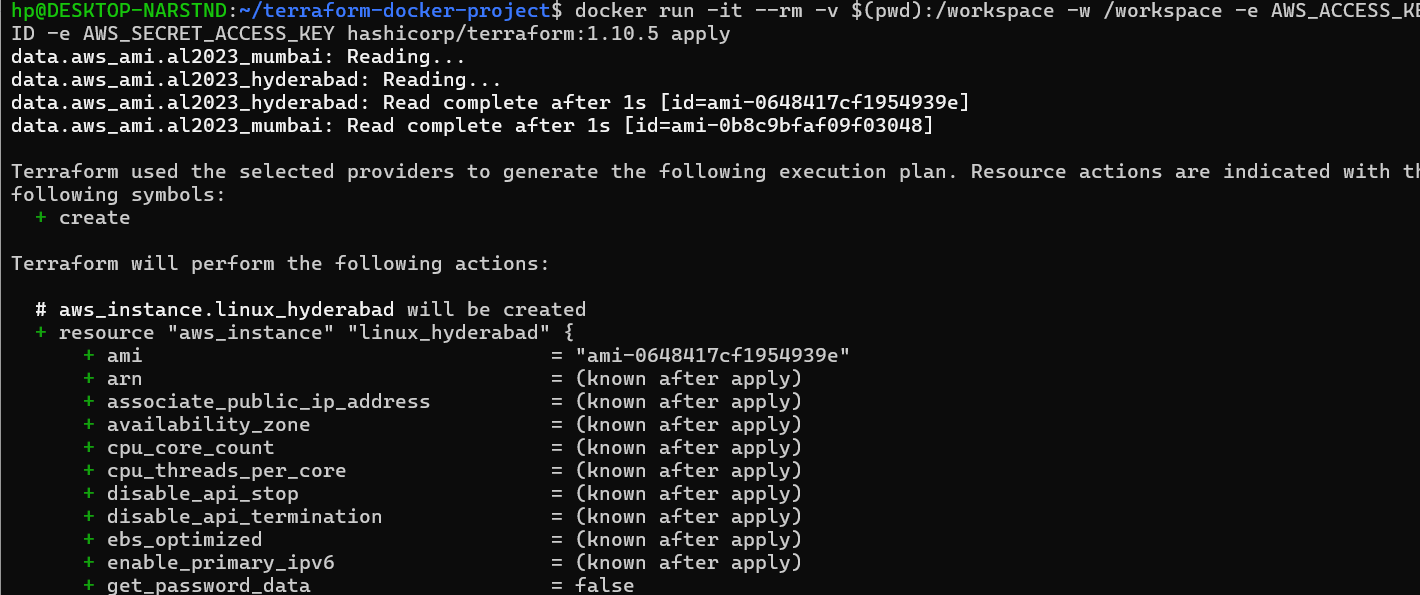 hp@DESKTOP-NARSTND:~/terraform-docker-project$ docker run -it --rm -v $(pwd):/workspace -w /workspace -e AWS_ACCESS_KE
ID -e AWS_SECRET_ACCESS_KEY hashicorp/terraform:1.10.5 apply
data.aws_ami.al2023_mumbai: Reading...
data.aws_ami.al2023_hyderabad: Reading...
data.aws_ami.al2023_hyderabad: Read complete after 1s [id=ami-0648417cf1954939e]
data.aws_ami.al2023_mumbai: Read complete after 1s [id=ami-0b8c9bfaf09f03048]

Terraform used the selected providers to generate the following execution plan. Resource actions are indicated with th
following symbols:
  + create

Terraform will perform the following actions:

  # aws_instance.linux_hyderabad will be created
  + resource "aws_instance" "linux_hyderabad" {
      + ami                                  = "ami-0648417cf1954939e"
      + arn                                  = (known after apply)
      + associate_public_ip_address          = (known after apply)
      + availability_zone                    = (known after apply)
      + cpu_core_count                       = (known after apply)
      + cpu_threads_per_core                 = (known after apply)
      + disable_api_stop                     = (known after apply)
      + disable_api_termination              = (known after apply)
      + ebs_optimized                        = (known after apply)
      + enable_primary_ipv6                  = (known after apply)
      + get_password_data                    = false